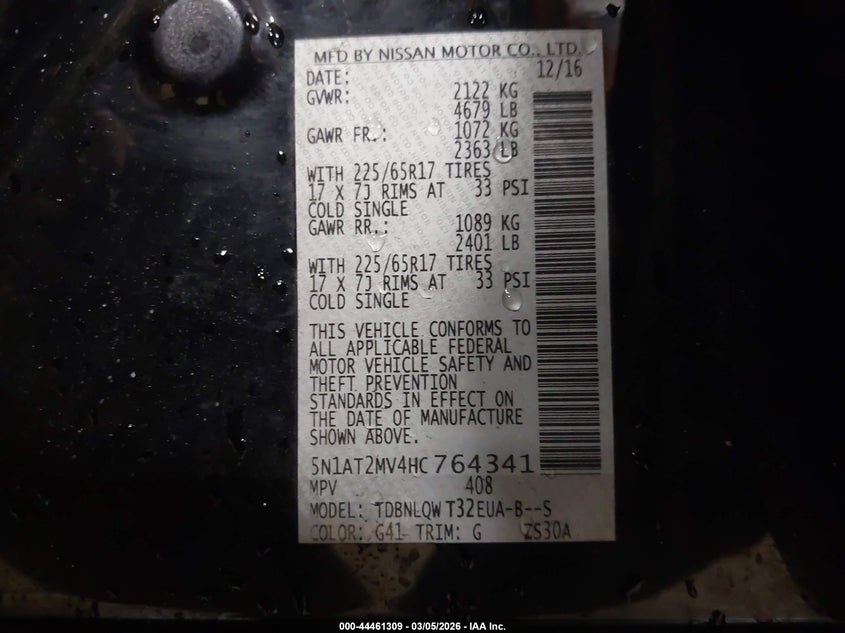 MFD BY NISSAN MOTOR CO., LTD.
DATE: 12/16
GVWR: 2122 KG
4679 LB
GAWR FR.: 1072 KG
2363 LB
WITH 225/65R17 TIRES
17 X 7J RIMS AT 33 PSI
COLD SINGLE
GAWR RR.: 1089 KG
2401 LB
WITH 225/65R17 TIRES
17 X 7J RIMS AT 33 PSI
COLD SINGLE
THIS VEHICLE CONFORMS TO
ALL APPLICABLE FEDERAL
MOTOR VEHICLE SAFETY AND
THEFT PREVENTION
STANDARDS IN EFFECT ON
THE DATE OF MANUFACTURE
SHOWN ABOVE.
5N1AT2MV4HC764341
MPV 408
MODEL: TDBNLQW T32EUA-B--S
COLOR: G41 TRIM: G ZS30A
000-44461309 - 03/05/2026 - IAA Inc.